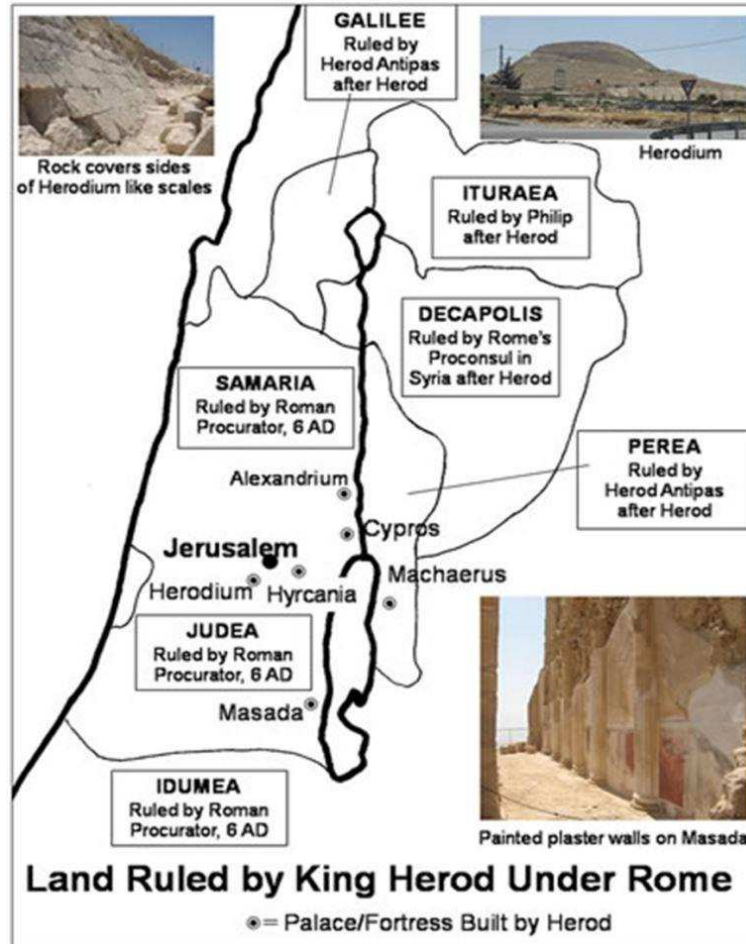 GALILEE
Ruled by
Herod Antipas
after Herod
Rock covers sides
of Herodium like scales
Herodium
ITURAEA
Ruled by Philip
after Herod
DECAPOLIS
Ruled by Rome's
Proconsul in
Syria after Herod
SAMARIA
Ruled by Roman
Procurator, 6 AD
PEREA
Ruled by
Herod Antipas
after Herod
Alexandrium
Cypros
Jerusalem
Herodium
Hyrcania
Machaerus
JUDEA
Ruled by Roman
Procurator, 6 AD
Masada
IDUMEA
Ruled by Roman
Procurator, 6 AD
Painted plaster walls on Masada
Land Ruled by King Herod Under Rome
= Palace/Fortress Built by Herod